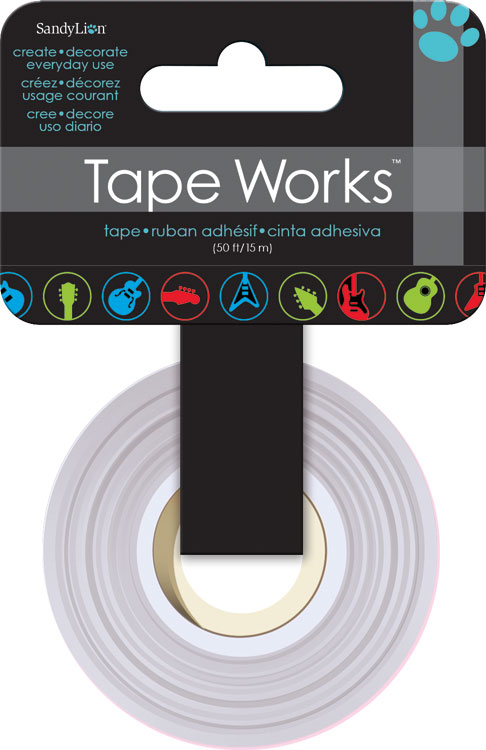 SandyLion®
create•decorate
everyday use
créez•décorez
usage courant
cree•decore
uso diario
Tape Works™
tape•ruban adhésif•cinta adhesiva
(50 ft/15 m)